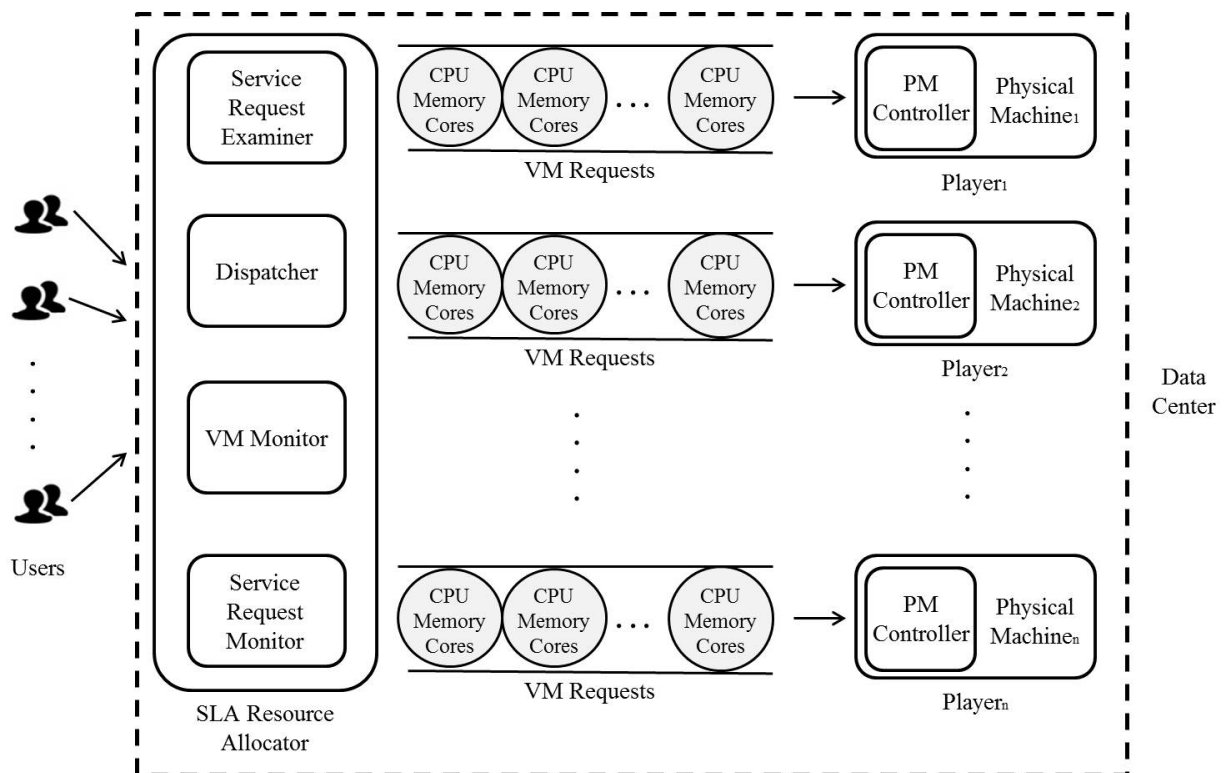 Service
Request
Examiner
Dispatcher
VM Monitor
Service
Request
Monitor
SLA Resource
Allocator
Users
CPU
Memory
Cores
CPU
Memory
Cores
...
CPU
Memory
Cores
VM Requests
PM
Controller
Physical
Machine₁
Player₁
CPU
Memory
Cores
CPU
Memory
Cores
...
CPU
Memory
Cores
VM Requests
PM
Controller
Physical
Machine₂
Player₂
CPU
Memory
Cores
CPU
Memory
Cores
...
CPU
Memory
Cores
VM Requests
PM
Controller
Physical
Machineₙ
Playerₙ
Data
Center